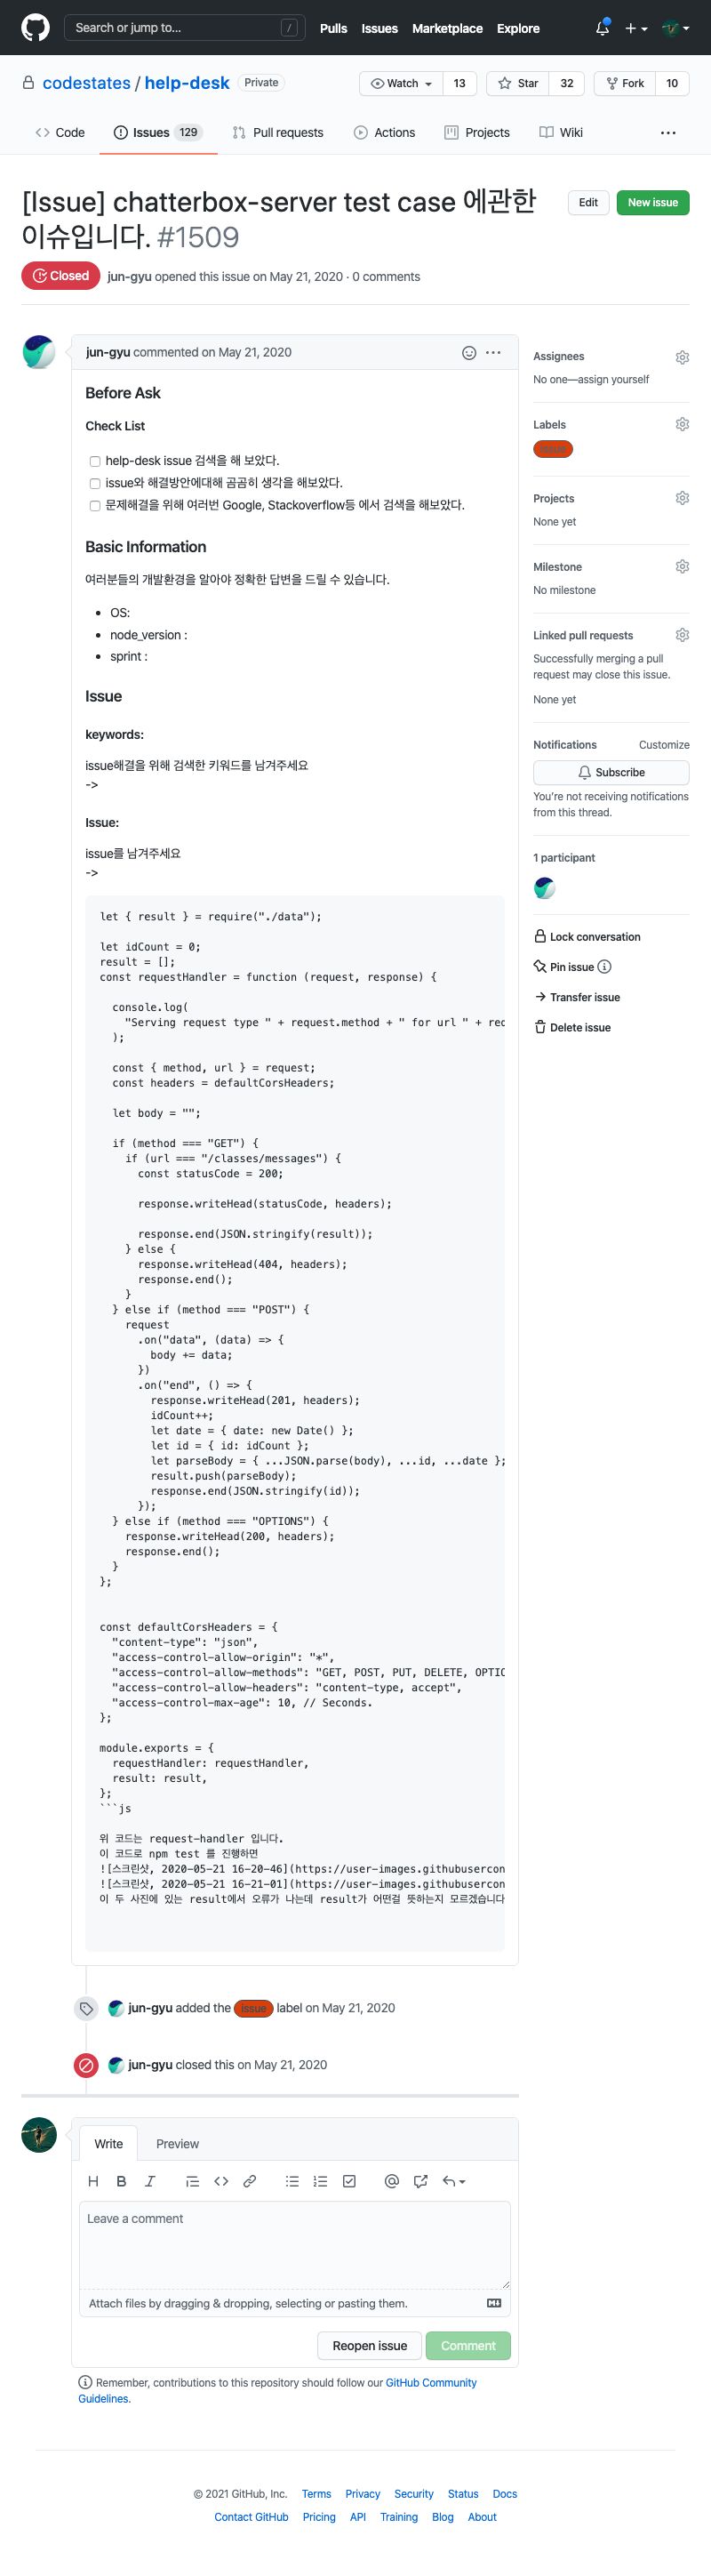 Search or jump to... /
Pulls Issues Marketplace Explore
codestates / help-desk Private
Watch 13 Star 32 Fork 10
Code Issues 129 Pull requests Actions Projects Wiki ...
[Issue] chatterbox-server test case 에관한
이슈입니다. #1509
Edit New issue
Closed jun-gyu opened this issue on May 21, 2020 · 0 comments
jun-gyu commented on May 21, 2020
Before Ask
Check List
help-desk issue 검색을 해 보았다.
issue와 해결방안에대해 곰곰히 생각을 해보았다.
문제해결을 위해 여러번 Google, Stackoverflow등 에서 검색을 해보았다.
Basic Information
여러분들의 개발환경을 알아야 정확한 답변을 드릴 수 있습니다.
• OS:
• node_version :
• sprint :
Issue
keywords:
issue해결을 위해 검색한 키워드를 남겨주세요
->
Issue:
issue를 남겨주세요
->
let { result } = require("./data");
let idCount = 0;
result = [];
const requestHandler = function (request, response) {
console.log(
"Serving request type " + request.method + " for url " + rec
);
const { method, url } = request;
const headers = defaultCorsHeaders;
let body = "";
if (method === "GET") {
if (url === "/classes/messages") {
const statusCode = 200;
response.writeHead(statusCode, headers);
response.end(JSON.stringify(result));
} else {
response.writeHead(404, headers);
response.end();
}
} else if (method === "POST") {
request
.on("data", (data) => {
body += data;
})
.on("end", () => {
response.writeHead(201, headers);
idCount++;
let date = { date: new Date() };
let id = { id: idCount };
let parseBody = { ...JSON.parse(body), ...id, ...date };
result.push(parseBody);
response.end(JSON.stringify(id));
});
} else if (method === "OPTIONS") {
response.writeHead(200, headers);
response.end();
}
};
const defaultCorsHeaders = {
"content-type": "json",
"access-control-allow-origin": "*",
"access-control-allow-methods": "GET, POST, PUT, DELETE, OPTIO
"access-control-allow-headers": "content-type, accept",
"access-control-max-age": 10, // Seconds.
};
module.exports = {
requestHandler: requestHandler,
result: result,
};
```js
위 코드는 request-handler 입니다.
이 코드로 npm test 를 진행하면
![스크린샷, 2020-05-21 16-20-46](https://user-images.githubusercon
![스크린샷, 2020-05-21 16-21-01](https://user-images.githubusercon
이 두 사진에 있는 result에서 오류가 나는데 result가 어떤걸 뜻하는지 모르겠습니다
Assignees
No one—assign yourself
Labels
issue
Projects
None yet
Milestone
No milestone
Linked pull requests
Successfully merging a pull
request may close this issue.
None yet
Notifications Customize
Subscribe
You're not receiving notifications
from this thread.
1 participant
Lock conversation
Pin issue
Transfer issue
Delete issue
jun-gyu added the issue label on May 21, 2020
jun-gyu closed this on May 21, 2020
Write Preview
Leave a comment
Attach files by dragging & dropping, selecting or pasting them.
Reopen issue Comment
Remember, contributions to this repository should follow our GitHub Community
Guidelines.
© 2021 GitHub, Inc. Terms Privacy Security Status Docs
Contact GitHub Pricing API Training Blog About